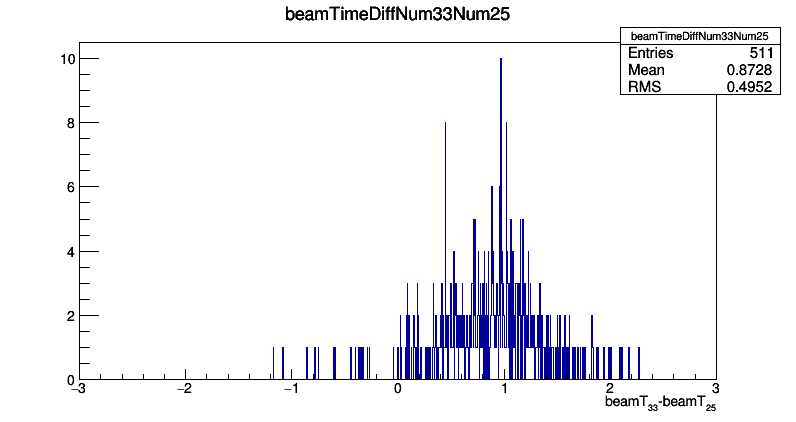 beamTimeDiffNum33Num25
beamTimeDiffNum33Num25
Entries 511
Mean 0.8728
RMS 0.4952
10
8
6
4
2
0
−3 −2 −1 0 1 2 3
beamT33-beamT25